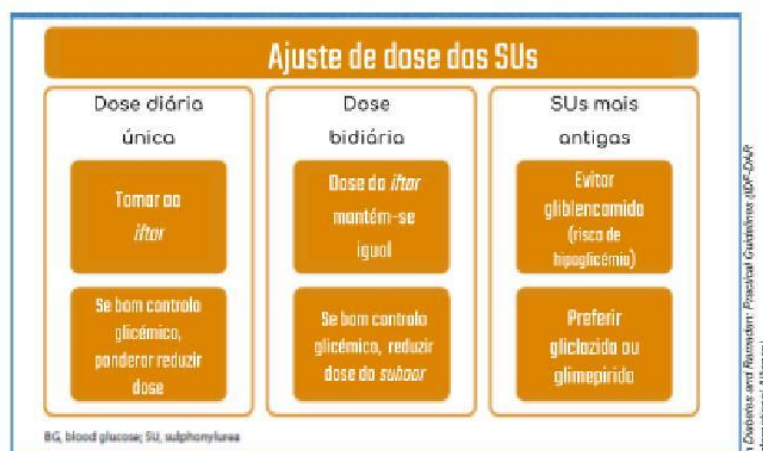 Ajuste de dose das SUs
Dose diária
única
Tomar ao
iftar
Se bom controlo
glicémico,
ponderar reduzir
dose
Dose
bidiária
Dose do iftar
mantém-se
igual
Se bom controlo
glicémico, reduzir
dose do suhoor
SUs mais
antigas
Evitar
gliblencamida
(risco de
hipoglicémia)
Preferir
gliclazida ou
glimepirida
BG, blood glucose; SU, sulphonylurea
Diabetes and Ramadan: Practical Guidelines (IDF-DAR